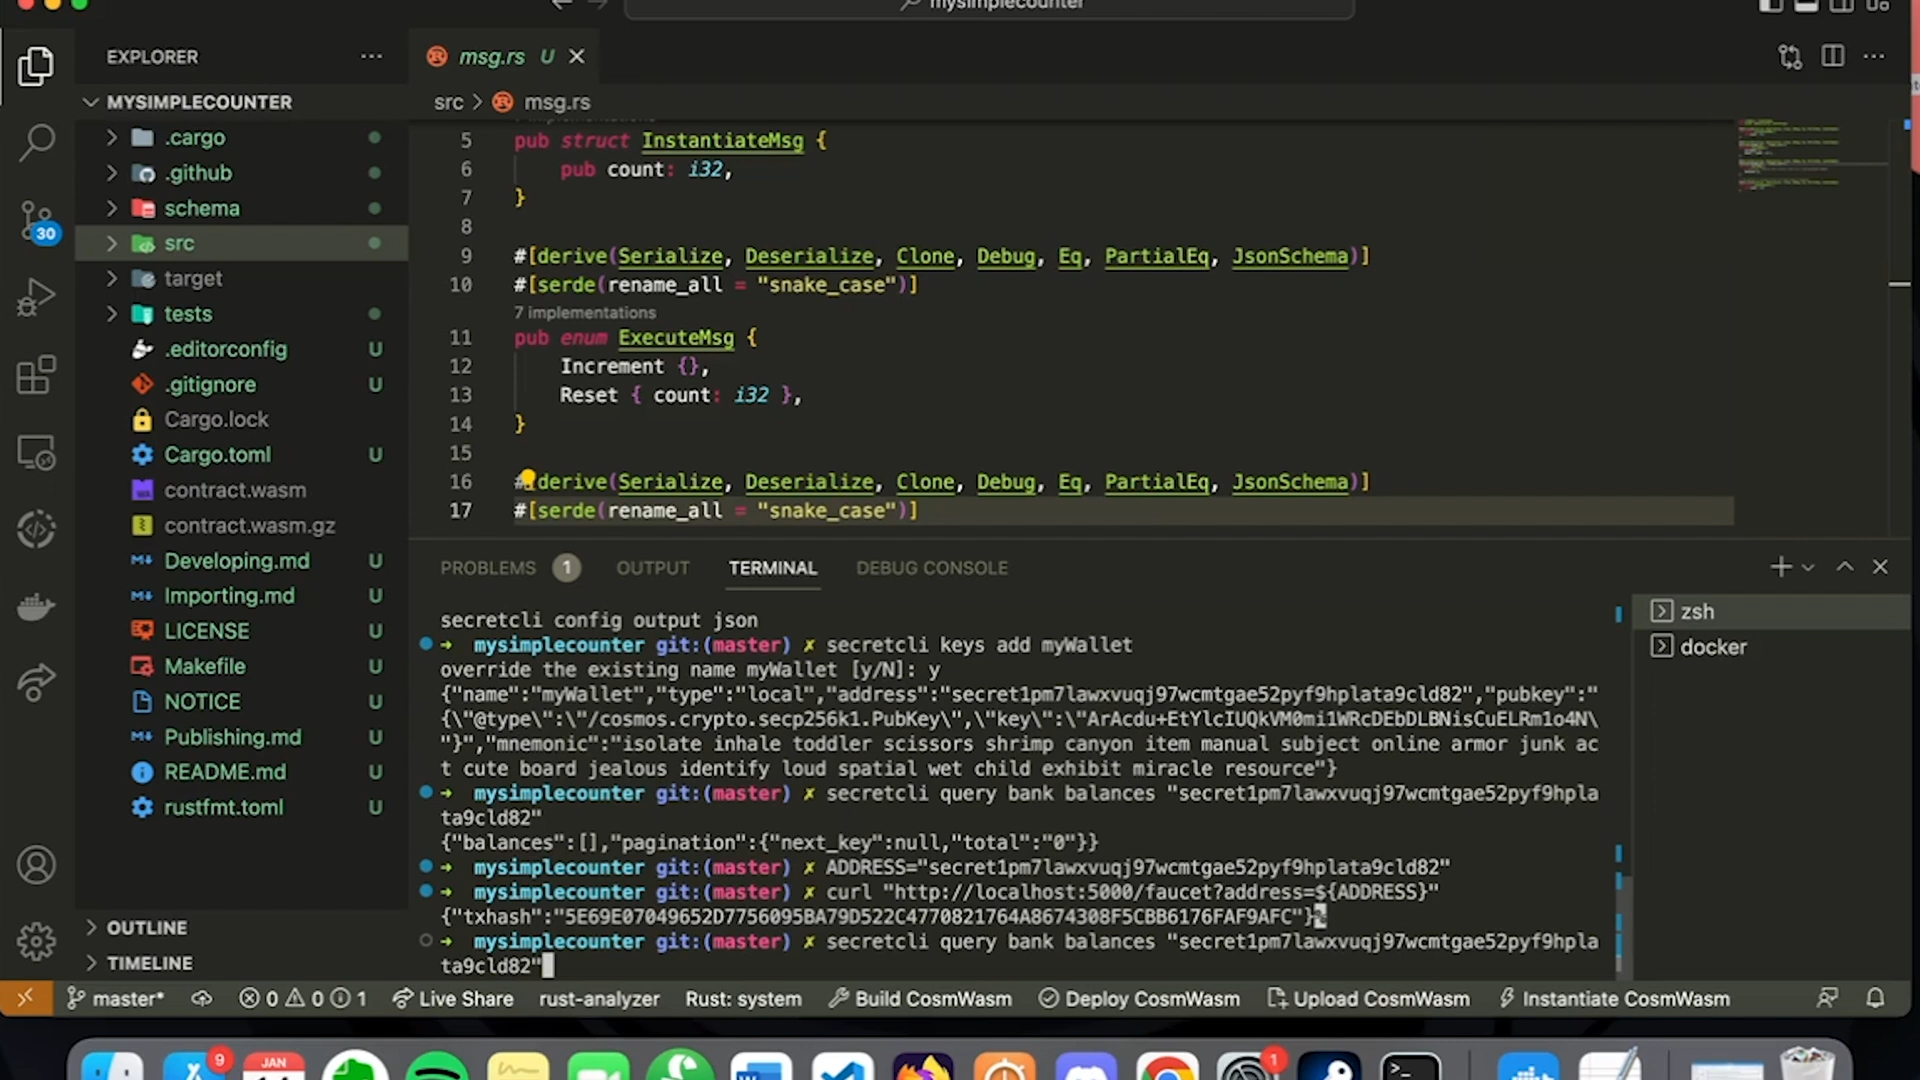 mysimplecounter
EXPLORER
msg.rs U
MYSIMPLECOUNTER
src > msg.rs
.cargo
.github
schema
src
target
tests
.editorconfig U
.gitignore U
Cargo.lock
Cargo.toml U
contract.wasm
contract.wasm.gz
Developing.md U
Importing.md U
LICENSE U
Makefile U
NOTICE U
Publishing.md U
README.md U
rustfmt.toml U
OUTLINE
TIMELINE
30
5 pub struct InstantiateMsg {
6 pub count: i32,
7 }
8
9 #[derive(Serialize, Deserialize, Clone, Debug, Eq, PartialEq, JsonSchema)]
10 #[serde(rename_all = "snake_case")]
7 implementations
11 pub enum ExecuteMsg {
12 Increment {},
13 Reset { count: i32 },
14 }
15
16 #[derive(Serialize, Deserialize, Clone, Debug, Eq, PartialEq, JsonSchema)]
17 #[serde(rename_all = "snake_case")]
PROBLEMS 1 OUTPUT TERMINAL DEBUG CONSOLE
zsh
docker
secretcli config output json
→ mysimplecounter git:(master) ✗ secretcli keys add myWallet
override the existing name myWallet [y/N]: y
{"name":"myWallet","type":"local","address":"secret1pm7lawxvuqj97wcmtgae52pyf9hplata9cld82","pubkey":"
{\"@type\":\"/cosmos.crypto.secp256k1.PubKey\",\"key\":\"ArAcdu+EtYlcIUQkVM0mi1WRcDEbDLBNisCuELRm1o4N\
"}","mnemonic":"isolate inhale toddler scissors shrimp canyon item manual subject online armor junk ac
t cute board jealous identify loud spatial wet child exhibit miracle resource"}
→ mysimplecounter git:(master) ✗ secretcli query bank balances "secret1pm7lawxvuqj97wcmtgae52pyf9hpla
ta9cld82"
{"balances":[],"pagination":{"next_key":null,"total":"0"}}
→ mysimplecounter git:(master) ✗ ADDRESS="secret1pm7lawxvuqj97wcmtgae52pyf9hplata9cld82"
→ mysimplecounter git:(master) ✗ curl "http://localhost:5000/faucet?address=${ADDRESS}"
{"txhash":"5E69E07049652D7756095BA79D522C4770821764A8674308F5CBB6176FAF9AFC"}%
→ mysimplecounter git:(master) ✗ secretcli query bank balances "secret1pm7lawxvuqj97wcmtgae52pyf9hpla
ta9cld82"
master* 0 0 1 Live Share rust-analyzer Rust: system Build CosmWasm Deploy CosmWasm Upload CosmWasm Instantiate CosmWasm
9 JAN 1